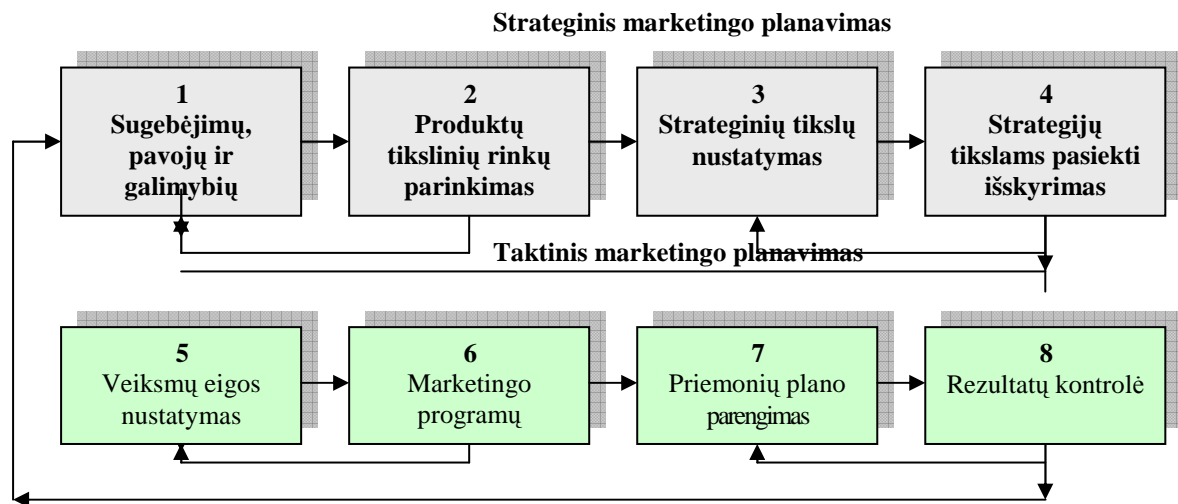 Strateginis marketingo planavimas
1
Sugebėjimų,
pavojų ir
galimybių
2
Produktų
tikslinių rinkų
parinkimas
3
Strateginių tikslų
nustatymas
4
Strategijų
tikslams pasiekti
išskyrimas
Taktinis marketingo planavimas
5
Veiksmų eigos
nustatymas
6
Marketingo
programų
7
Priemonių plano
parengimas
8
Rezultatų kontrolė